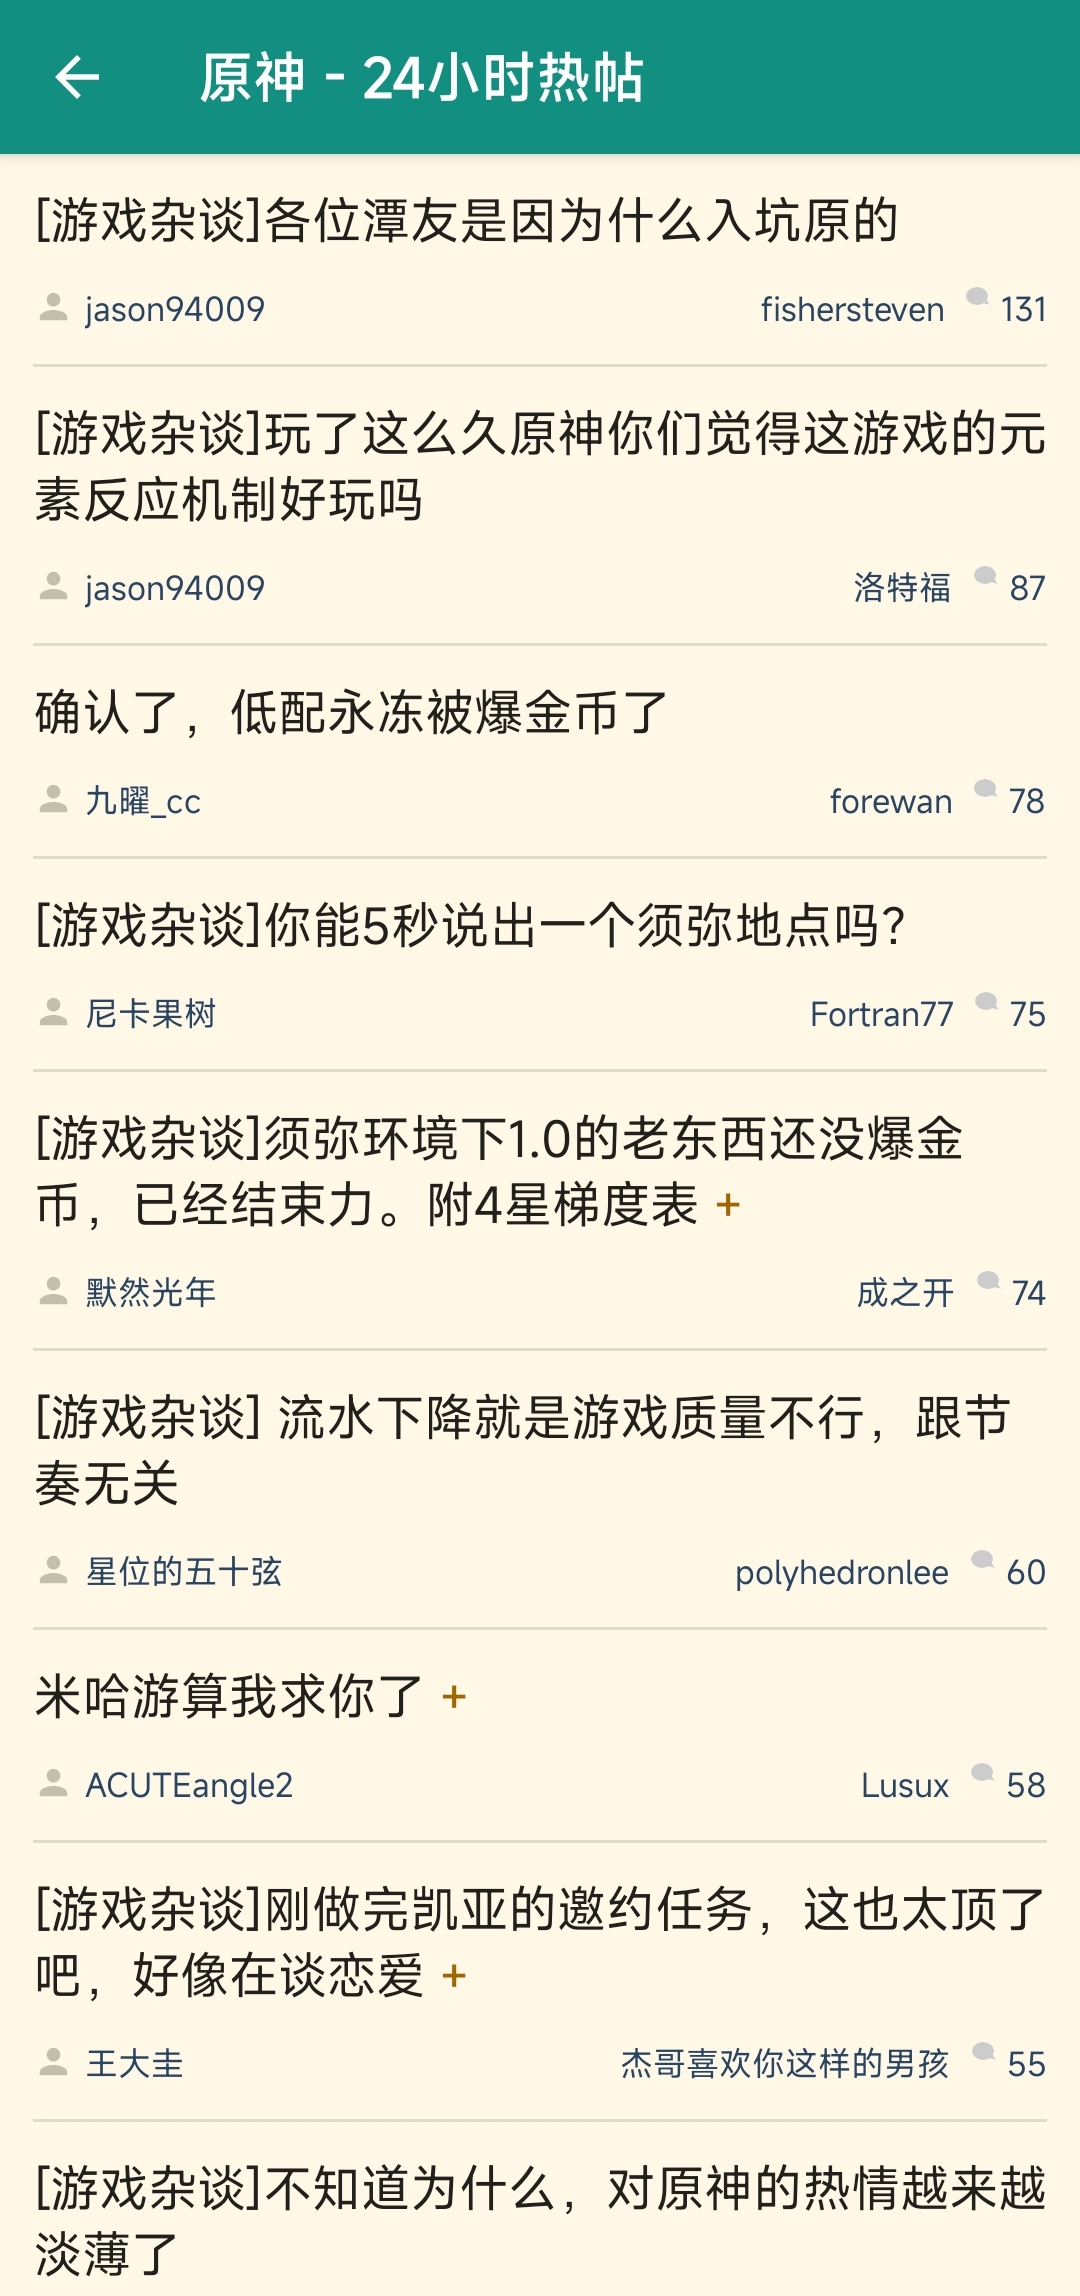 原神 - 24小时热帖
[游戏杂谈]各位潭友是因为什么入坑原的
jason94009 fishersteven 131
[游戏杂谈]玩了这么久原神你们觉得这游戏的元
素反应机制好玩吗
jason94009 洛特福 87
确认了，低配永冻被爆金币了
九曜_cc forewan 78
[游戏杂谈]你能5秒说出一个须弥地点吗?
尼卡果树 Fortran77 75
[游戏杂谈]须弥环境下1.0的老东西还没爆金
币，已经结束力。附4星梯度表 +
默然光年 成之开 74
[游戏杂谈] 流水下降就是游戏质量不行，跟节
奏无关
星位的五十弦 polyhedronlee 60
米哈游算我求你了 +
ACUTEangle2 Lusux 58
[游戏杂谈]刚做完凯亚的邀约任务，这也太顶了
吧，好像在谈恋爱 +
王大圭 杰哥喜欢你这样的男孩 55
[游戏杂谈]不知道为什么，对原神的热情越来越
淡薄了